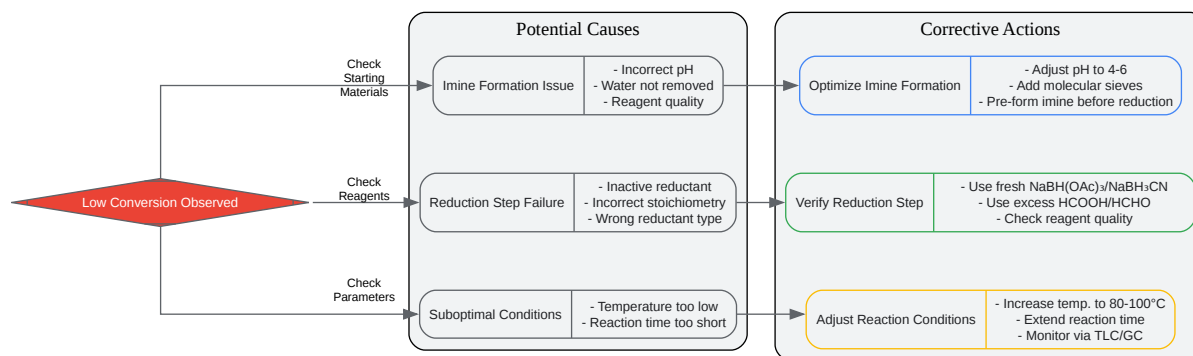 Potential Causes
Corrective Actions
Check
Starting
Materials
Imine Formation Issue
- Incorrect pH
- Water not removed
- Reagent quality
Optimize Imine Formation
- Adjust pH to 4-6
- Add molecular sieves
- Pre-form imine before reduction
Low Conversion Observed
Check
Reagents
Reduction Step Failure
- Inactive reductant
- Incorrect stoichiometry
- Wrong reductant type
Verify Reduction Step
- Use fresh NaBH(OAc)₃/NaBH₃CN
- Use excess HCOOH/HCHO
- Check reagent quality
Check
Parameters
Suboptimal Conditions
- Temperature too low
- Reaction time too short
Adjust Reaction Conditions
- Increase temp. to 80-100°C
- Extend reaction time
- Monitor via TLC/GC